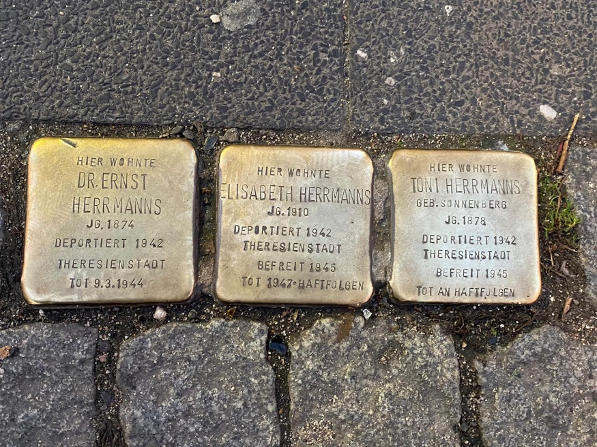 HIER WOHNTE
DR. ERNST
HERRMANNS
JG. 1874
DEPORTIERT 1942
THERESIENSTADT
TOT 9.3.1944
HIER WOHNTE
ELISABETH HERRMANNS
JG. 1910
DEPORTIERT 1942
THERESIENSTADT
BEFREIT 1945
TOT 1947 HAFTFOLGEN
HIER WOHNTE
TONI HERRMANNS
GEB. SONNENBERG
JG. 1878
DEPORTIERT 1942
THERESIENSTADT
BEFREIT 1945
TOT AN HAFTFOLGEN